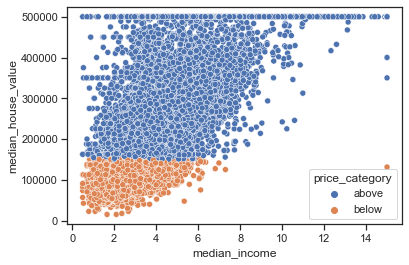 500000
400000
300000
200000
100000
0
median_house_value
0 2 4 6 8 10 12 14
median_income
price_category
above
below